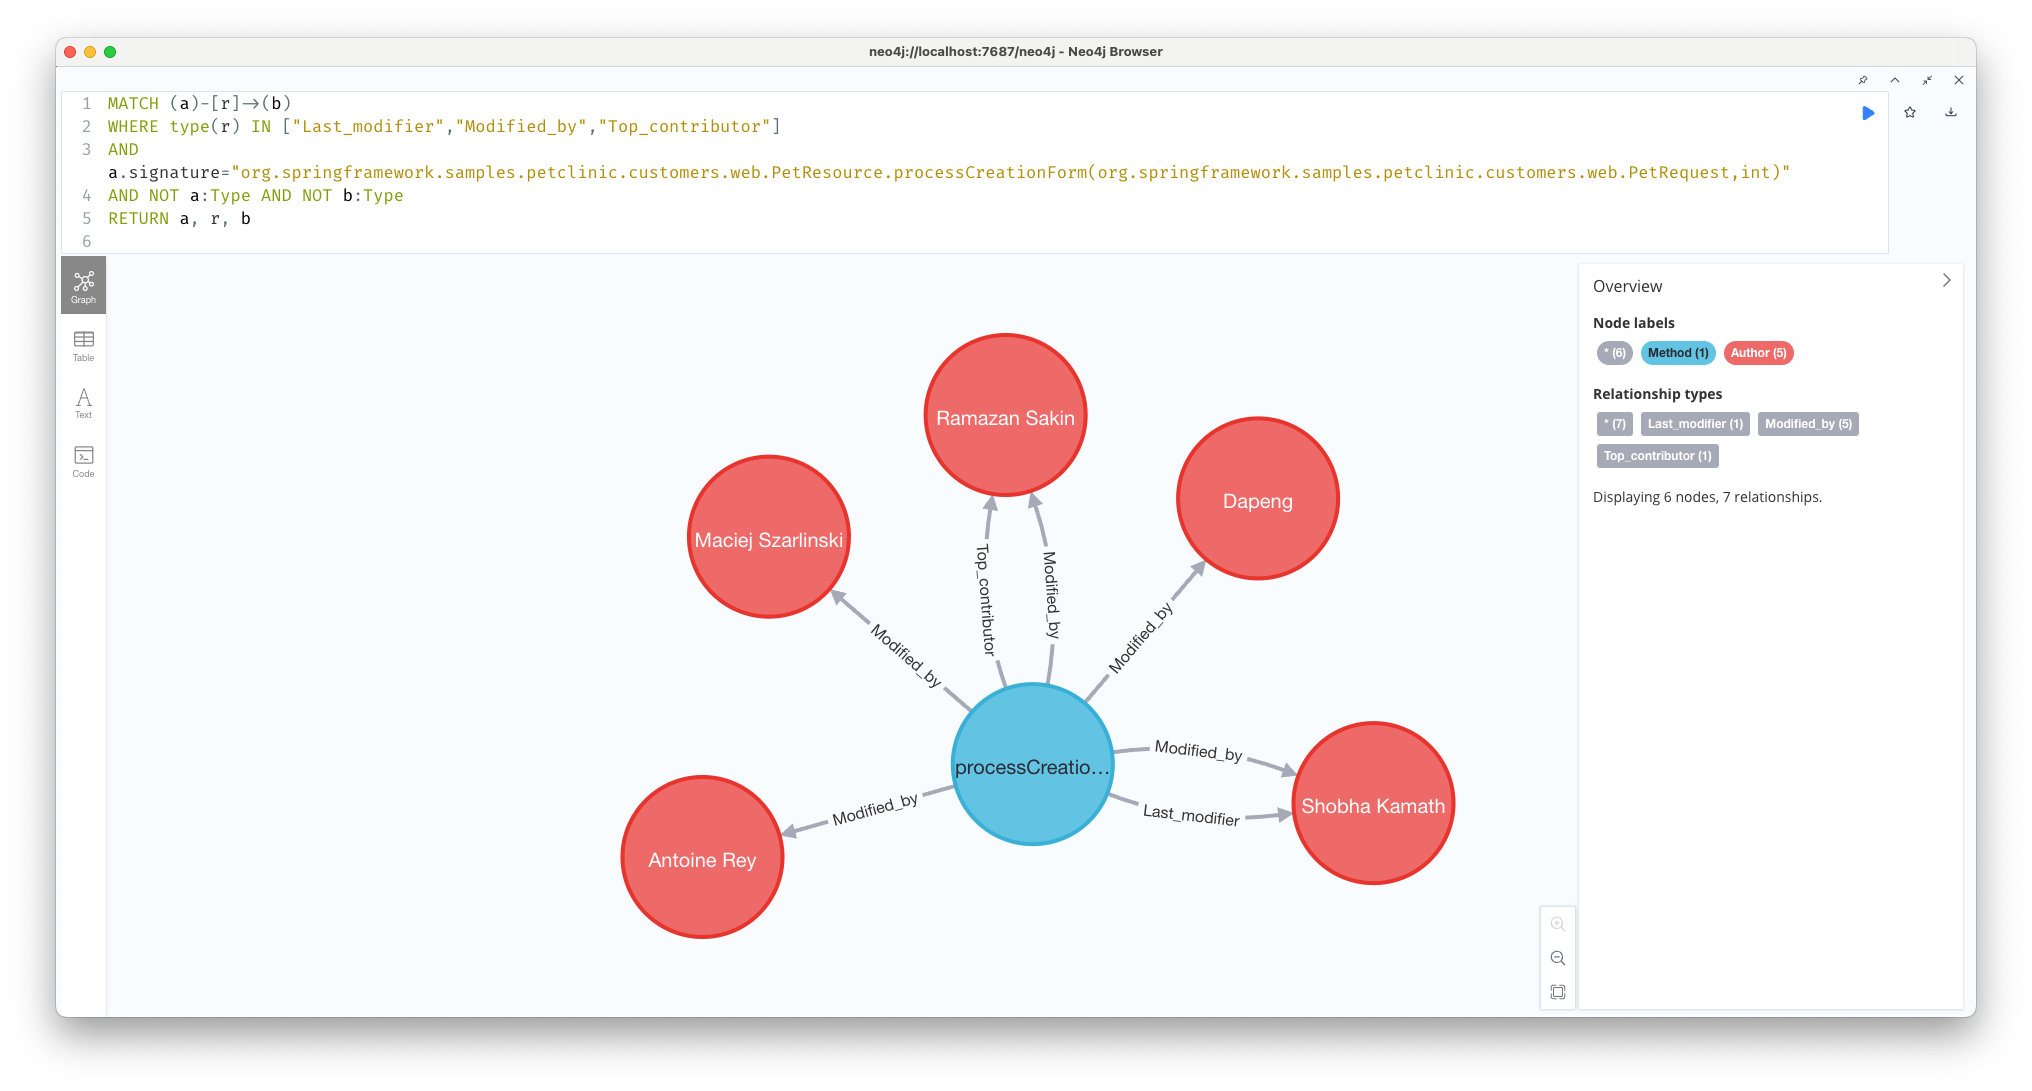 neo4j://localhost:7687/neo4j - Neo4j Browser
1 MATCH (a)-[r]->(b)
2 WHERE type(r) IN ["Last_modifier","Modified_by","Top_contributor"]
3 AND
a.signature="org.springframework.samples.petclinic.customers.web.PetResource.processCreationForm(org.springframework.samples.petclinic.customers.web.PetRequest,int)"
4 AND NOT a:Type AND NOT b:Type
5 RETURN a, r, b
6
Graph
Table
Text
Code
Ramazan Sakin
Dapeng
Maciej Szarlinski
Top_contributor
Modified_by
Modified_by
Modified_by
processCreatio...
Modified_by
Last_modifier
Shobha Kamath
Modified_by
Antoine Rey
Overview
Node labels
* (6) Method (1) Author (5)
Relationship types
* (7) Last_modifier (1) Modified_by (5)
Top_contributor (1)
Displaying 6 nodes, 7 relationships.